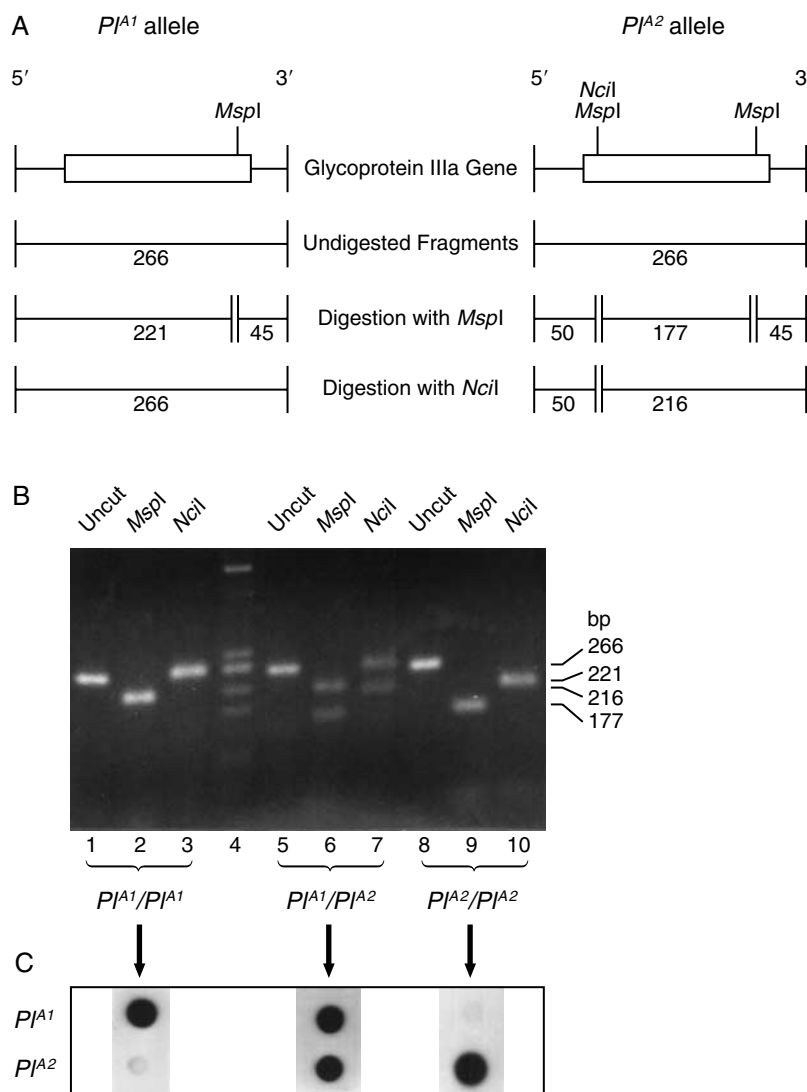 A
Pl^A1 allele
Pl^A2 allele
5′ 3′ 5′ 3
NciI
MspI MspI MspI
Glycoprotein IIIa Gene
Undigested Fragments
266 266
Digestion with MspI
221 45 50 177 45
Digestion with NciI
266 50 216
B
Uncut MspI NciI Uncut MspI NciI Uncut MspI NciI
bp
266
221
216
177
1 2 3 4 5 6 7 8 9 10
Pl^A1/Pl^A1 Pl^A1/Pl^A2 Pl^A2/Pl^A2
C
Pl^A1
Pl^A2